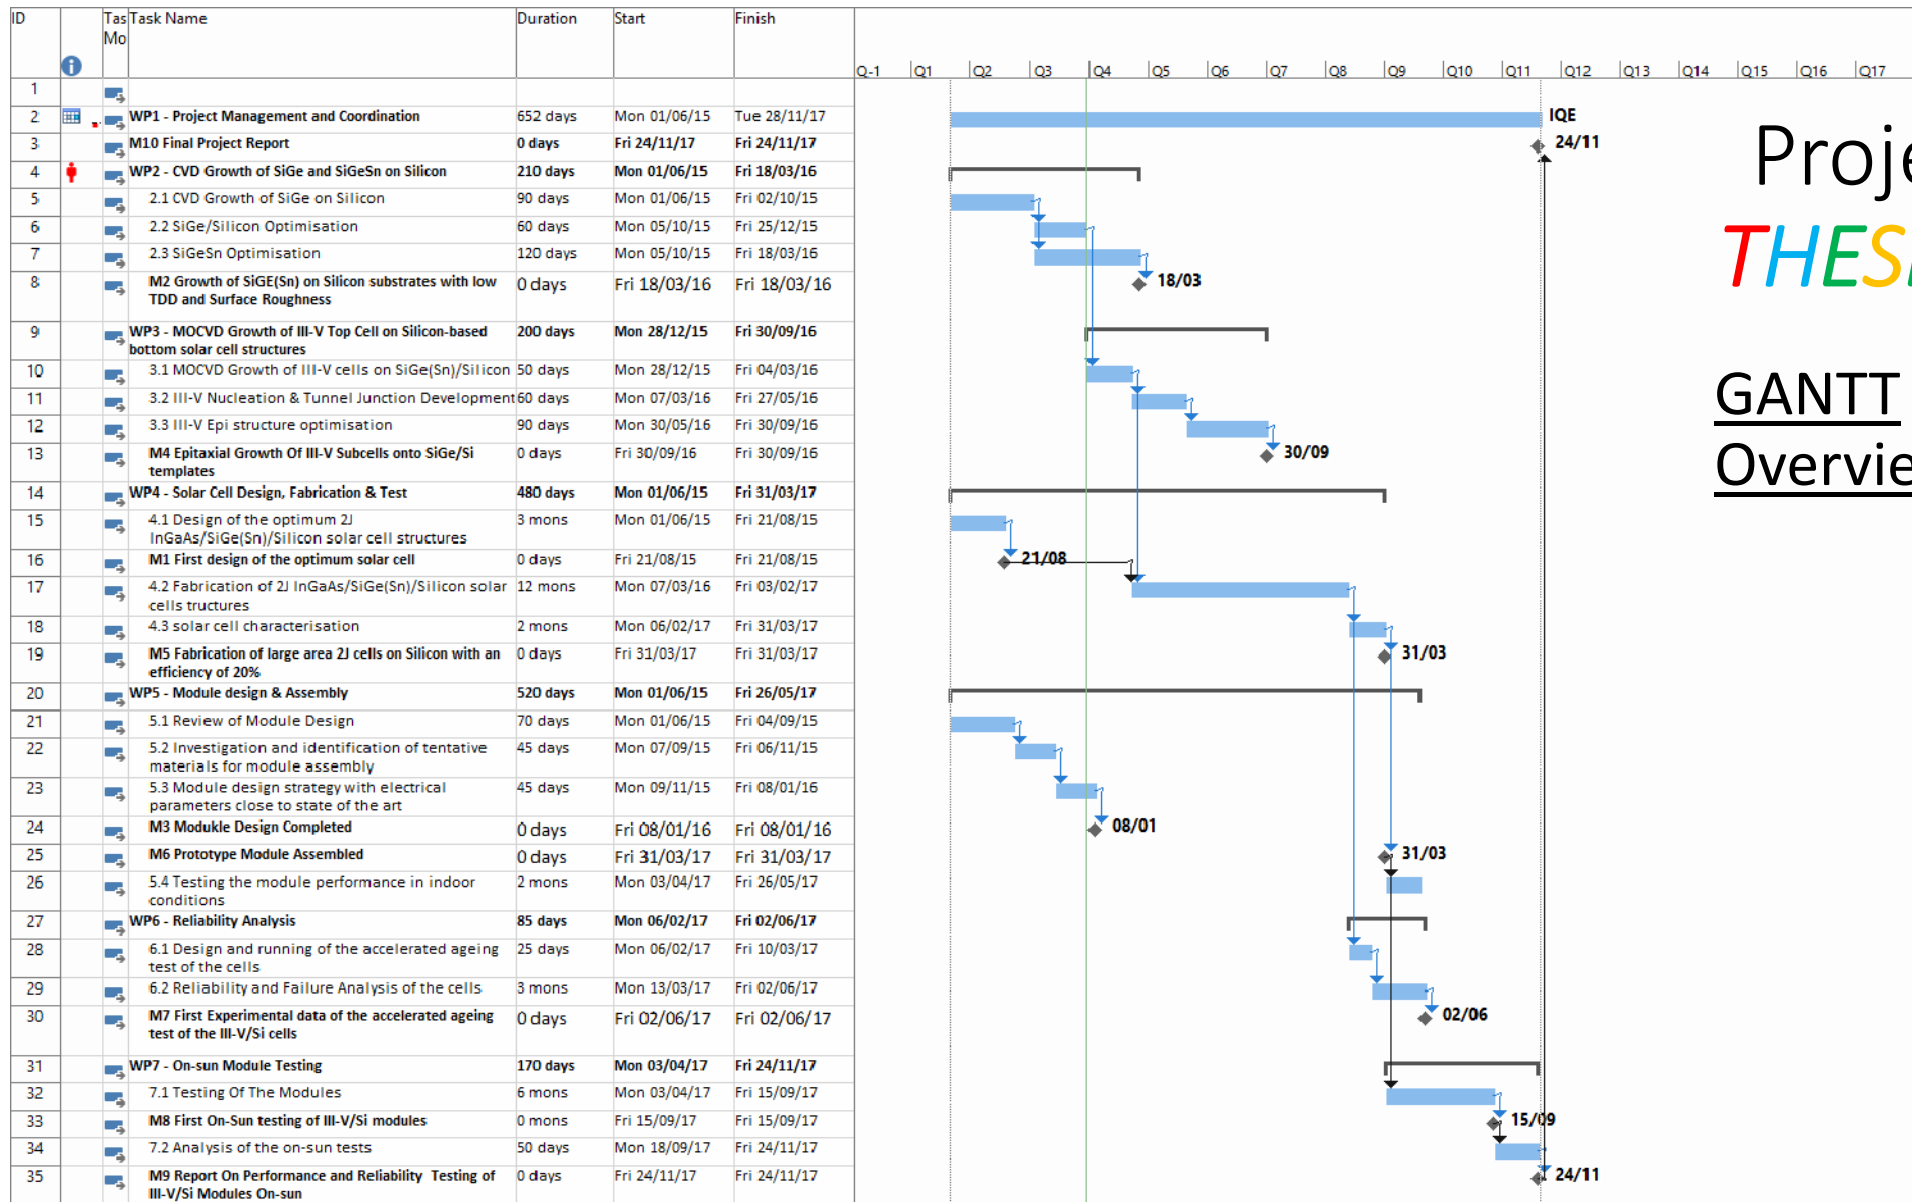 ID Tas Task Name Duration Start Finish
Mo
Q-1 Q1 Q2 Q3 Q4 Q5 Q6 Q7 Q8 Q9 Q10 Q11 Q12 Q13 Q14 Q15 Q16 Q17
1
2 WP1 - Project Management and Coordination 652 days Mon 01/06/15 Tue 28/11/17 IQE
3 M10 Final Project Report 0 days Fri 24/11/17 Fri 24/11/17 24/11
4 WP2 - CVD Growth of SiGe and SiGeSn on Silicon 210 days Mon 01/06/15 Fri 18/03/16
5 2.1 CVD Growth of SiGe on Silicon 90 days Mon 01/06/15 Fri 02/10/15
6 2.2 SiGe/Silicon Optimisation 60 days Mon 05/10/15 Fri 25/12/15
7 2.3 SiGeSn Optimisation 120 days Mon 05/10/15 Fri 18/03/16
8 M2 Growth of SiGE(Sn) on Silicon substrates with low 0 days Fri 18/03/16 Fri 18/03/16 18/03
TDD and Surface Roughness
9 WP3 - MOCVD Growth of III-V Top Cell on Silicon-based 200 days Mon 28/12/15 Fri 30/09/16
bottom solar cell structures
10 3.1 MOCVD Growth of III-V cells on SiGe(Sn)/Silicon 50 days Mon 28/12/15 Fri 04/03/16
11 3.2 III-V Nucleation & Tunnel Junction Development 60 days Mon 07/03/16 Fri 27/05/16
12 3.3 III-V Epi structure optimisation 90 days Mon 30/05/16 Fri 30/09/16
13 M4 Epitaxial Growth Of III-V Subcells onto SiGe/Si 0 days Fri 30/09/16 Fri 30/09/16 30/09
templates
14 WP4 - Solar Cell Design, Fabrication & Test 480 days Mon 01/06/15 Fri 31/03/17
15 4.1 Design of the optimum 2J 3 mons Mon 01/06/15 Fri 21/08/15
InGaAs/SiGe(Sn)/Silicon solar cell structures
16 M1 First design of the optimum solar cell 0 days Fri 21/08/15 Fri 21/08/15 21/08
17 4.2 Fabrication of 2J InGaAs/SiGe(Sn)/Silicon solar 12 mons Mon 07/03/16 Fri 03/02/17
cells tructures
18 4.3 solar cell characterisation 2 mons Mon 06/02/17 Fri 31/03/17
19 M5 Fabrication of large area 2J cells on Silicon with an 0 days Fri 31/03/17 Fri 31/03/17 31/03
efficiency of 20%
20 WP5 - Module design & Assembly 520 days Mon 01/06/15 Fri 26/05/17
21 5.1 Review of Module Design 70 days Mon 01/06/15 Fri 04/09/15
22 5.2 Investigation and identification of tentative 45 days Mon 07/09/15 Fri 06/11/15
materials for module assembly
23 5.3 Module design strategy with electrical 45 days Mon 09/11/15 Fri 08/01/16
parameters close to state of the art
24 M3 Modukle Design Completed 0 days Fri 08/01/16 Fri 08/01/16 08/01
25 M6 Prototype Module Assembled 0 days Fri 31/03/17 Fri 31/03/17 31/03
26 5.4 Testing the module performance in indoor 2 mons Mon 03/04/17 Fri 26/05/17
conditions
27 WP6 - Reliability Analysis 85 days Mon 06/02/17 Fri 02/06/17
28 6.1 Design and running of the accelerated ageing 25 days Mon 06/02/17 Fri 10/03/17
test of the cells
29 6.2 Reliability and Failure Analysis of the cells 3 mons Mon 13/03/17 Fri 02/06/17
30 M7 First Experimental data of the accelerated ageing 0 days Fri 02/06/17 Fri 02/06/17 02/06
test of the III-V/Si cells
31 WP7 - On-sun Module Testing 170 days Mon 03/04/17 Fri 24/11/17
32 7.1 Testing Of The Modules 6 mons Mon 03/04/17 Fri 15/09/17
33 M8 First On-Sun testing of III-V/Si modules 0 mons Fri 15/09/17 Fri 15/09/17 15/09
34 7.2 Analysis of the on-sun tests 50 days Mon 18/09/17 Fri 24/11/17
35 M9 Report On Performance and Reliability Testing of 0 days Fri 24/11/17 Fri 24/11/17 24/11
III-V/Si Modules On-sun
Proje
THES
GANTT
Overvie